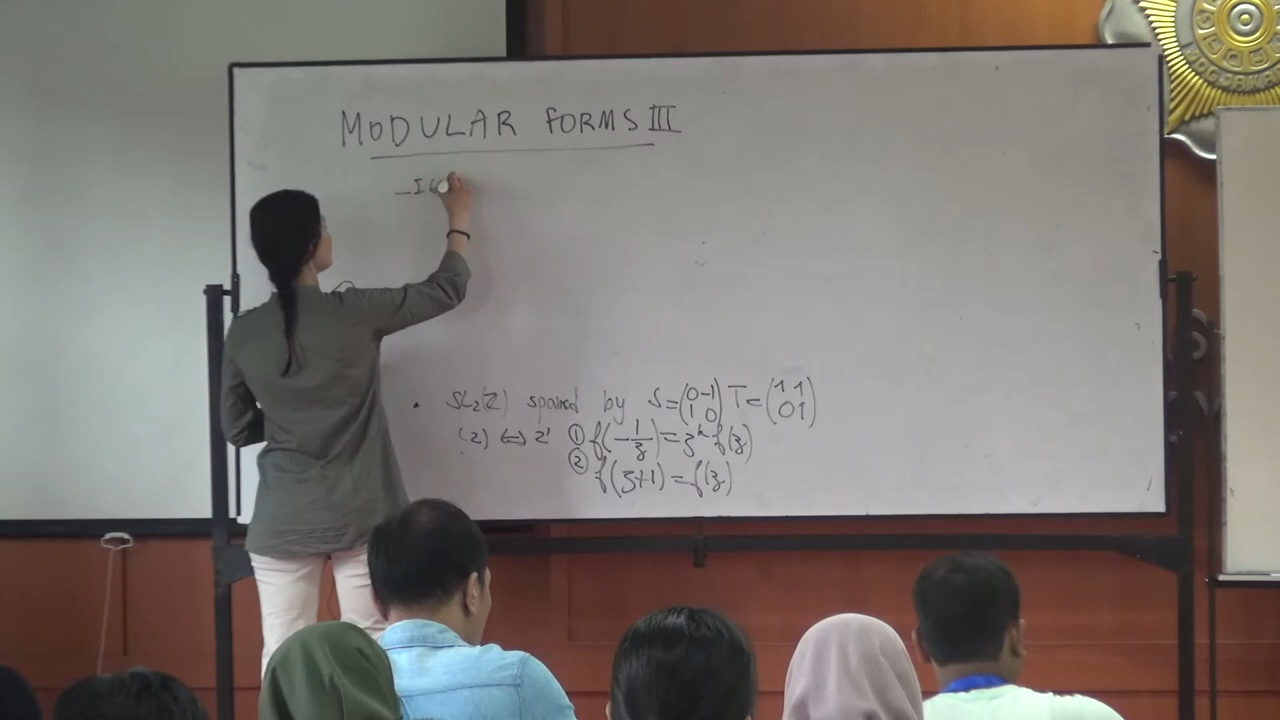 MODULAR FORMS III
• SL₂(Z) spanned by S=(0 -1 1 0) T=(1 1 0 1)
(2) ⟺ 2' ① f(-1/z)=z^k f(z)
② f(z+1)=f(z)